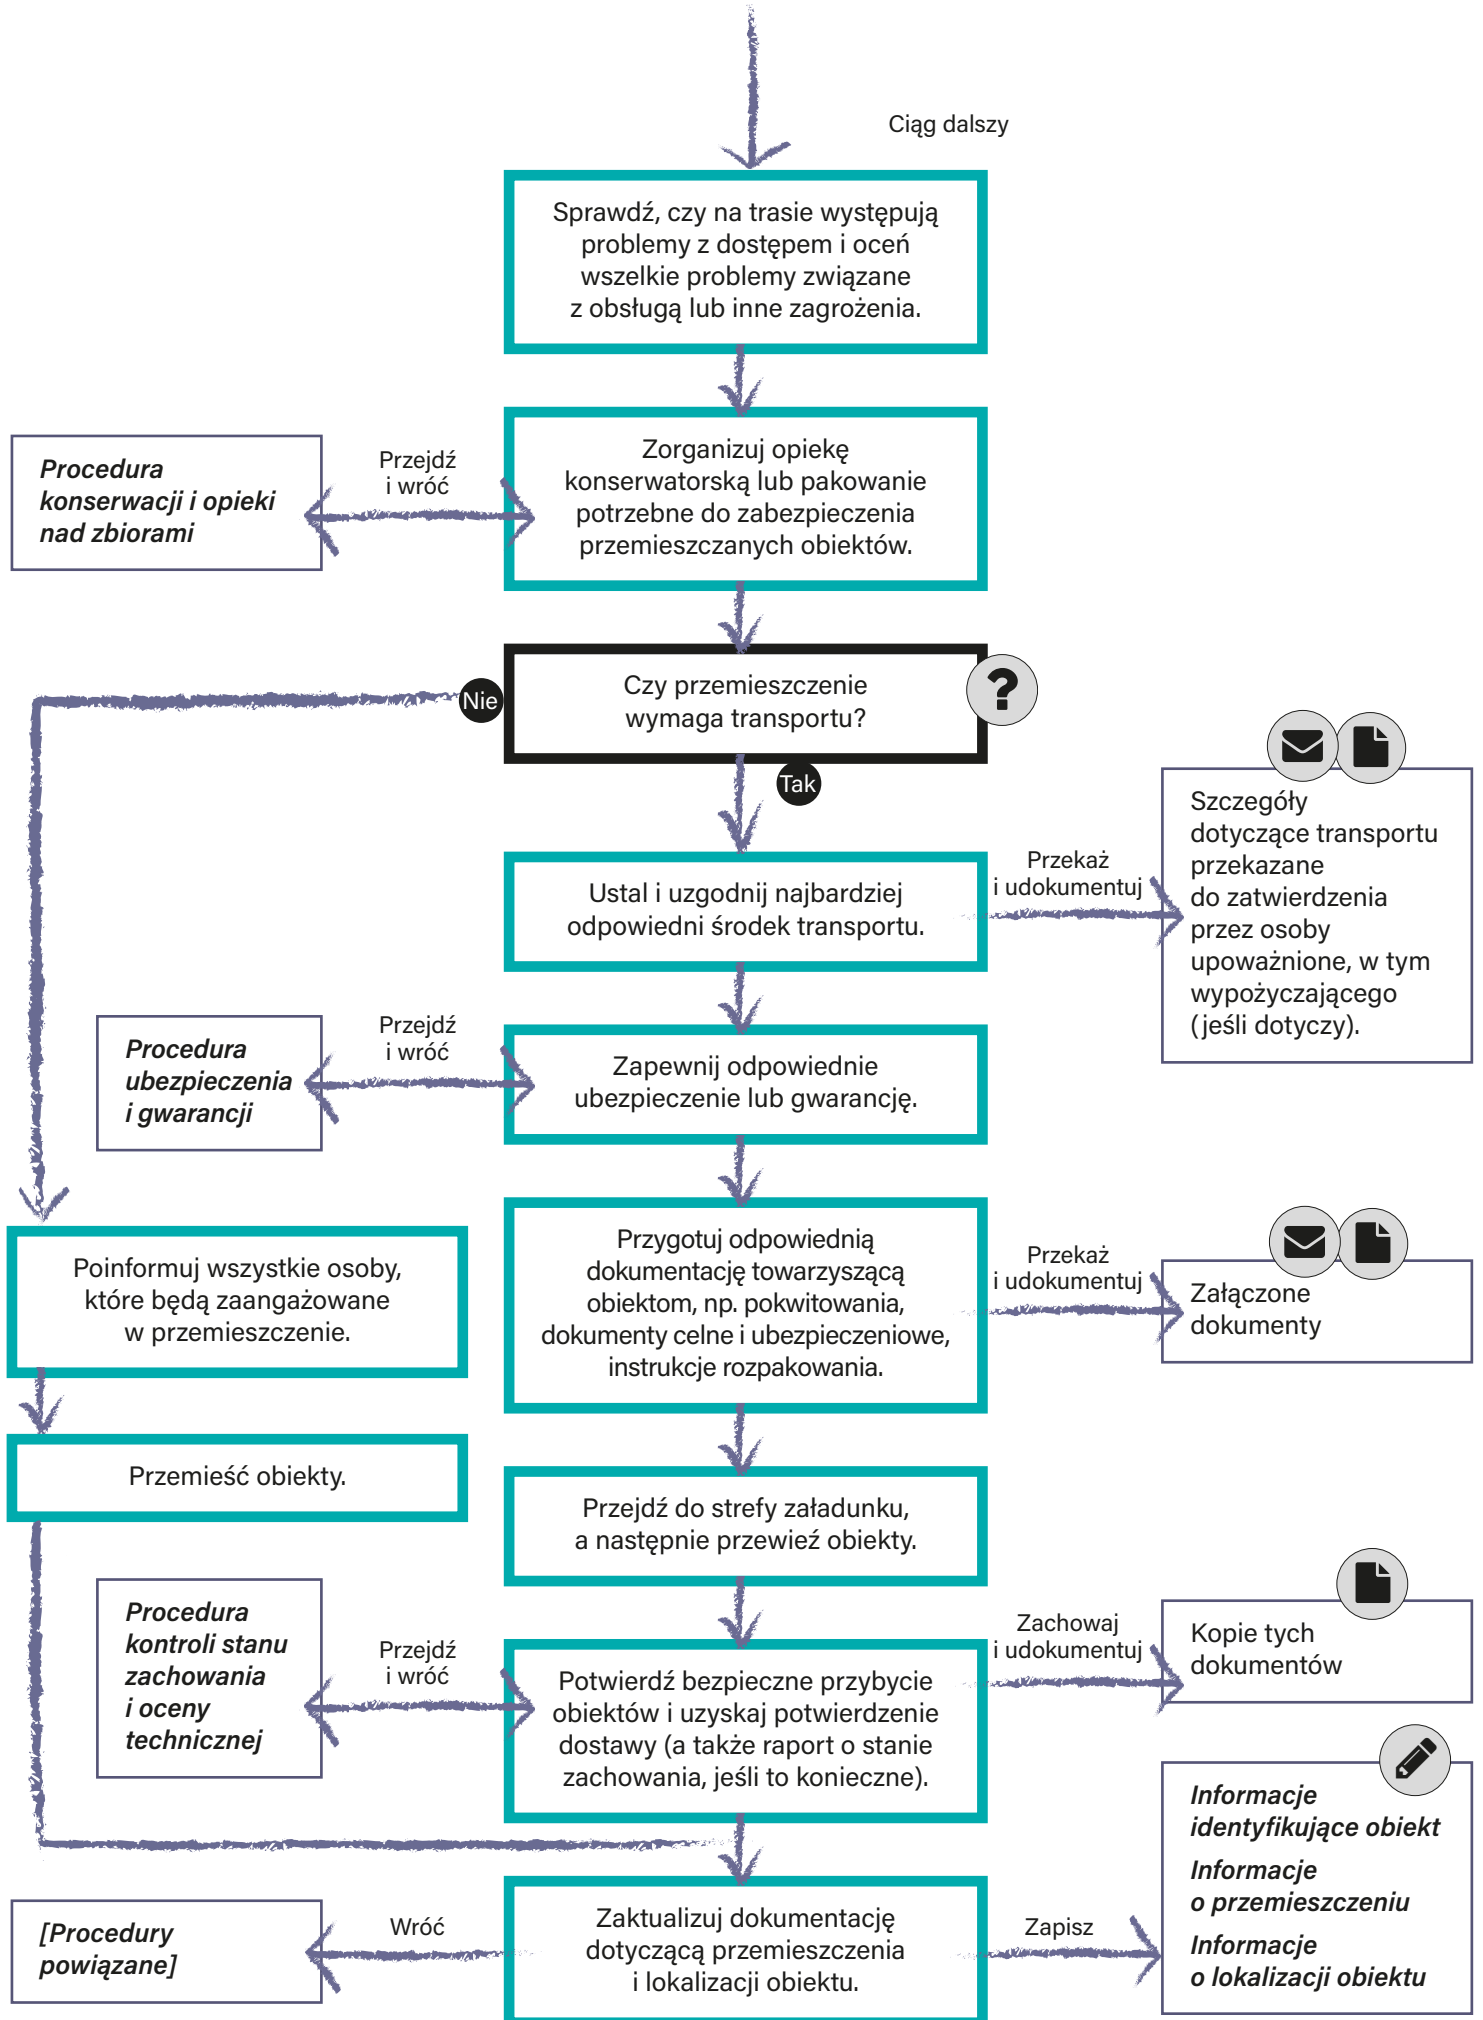 Ciąg dalszy
Sprawdź, czy na trasie występują
problemy z dostępem i oceń
wszelkie problemy związane
z obsługą lub inne zagrożenia.
Procedura
konserwacji i opieki
nad zbiorami
Przejdź
i wróć
Zorganizuj opiekę
konserwatorską lub pakowanie
potrzebne do zabezpieczenia
przemieszczanych obiektów.
Nie
Czy przemieszczenie
wymaga transportu?
?
Tak
Ustal i uzgodnij najbardziej
odpowiedni środek transportu.
Przekaż
i udokumentuj
Szczegóły
dotyczące transportu
przekazane
do zatwierdzenia
przez osoby
upoważnione, w tym
wypożyczającego
(jeśli dotyczy).
Procedura
ubezpieczenia
i gwarancji
Przejdź
i wróć
Zapewnij odpowiednie
ubezpieczenie lub gwarancję.
Poinformuj wszystkie osoby,
które będą zaangażowane
w przemieszczenie.
Przygotuj odpowiednią
dokumentację towarzyszącą
obiektom, np. pokwitowania,
dokumenty celne i ubezpieczeniowe,
instrukcje rozpakowania.
Przekaż
i udokumentuj
Załączone
dokumenty
Przemieść obiekty.
Przejdź do strefy załadunku,
a następnie przewieź obiekty.
Procedura
kontroli stanu
zachowania
i oceny
technicznej
Przejdź
i wróć
Potwierdź bezpieczne przybycie
obiektów i uzyskaj potwierdzenie
dostawy (a także raport o stanie
zachowania, jeśli to konieczne).
Zachowaj
i udokumentuj
Kopie tych
dokumentów
[Procedury
powiązane]
Wróć
Zaktualizuj dokumentację
dotyczącą przemieszczenia
i lokalizacji obiektu.
Zapisz
Informacje
identyfikujące obiekt
Informacje
o przemieszczeniu
Informacje
o lokalizacji obiektu